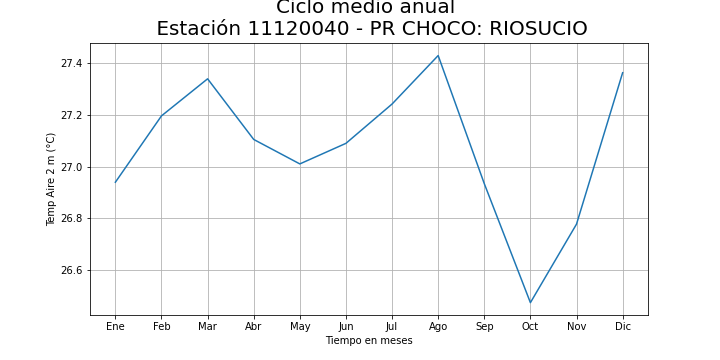 Ciclo medio anual
Estación 11120040 - PR CHOCO: RIOSUCIO
27.4
27.2
27.0
26.8
26.6
Temp Aire 2 m (°C)
Ene Feb Mar Abr May Jun Jul Ago Sep Oct Nov Dic
Tiempo en meses